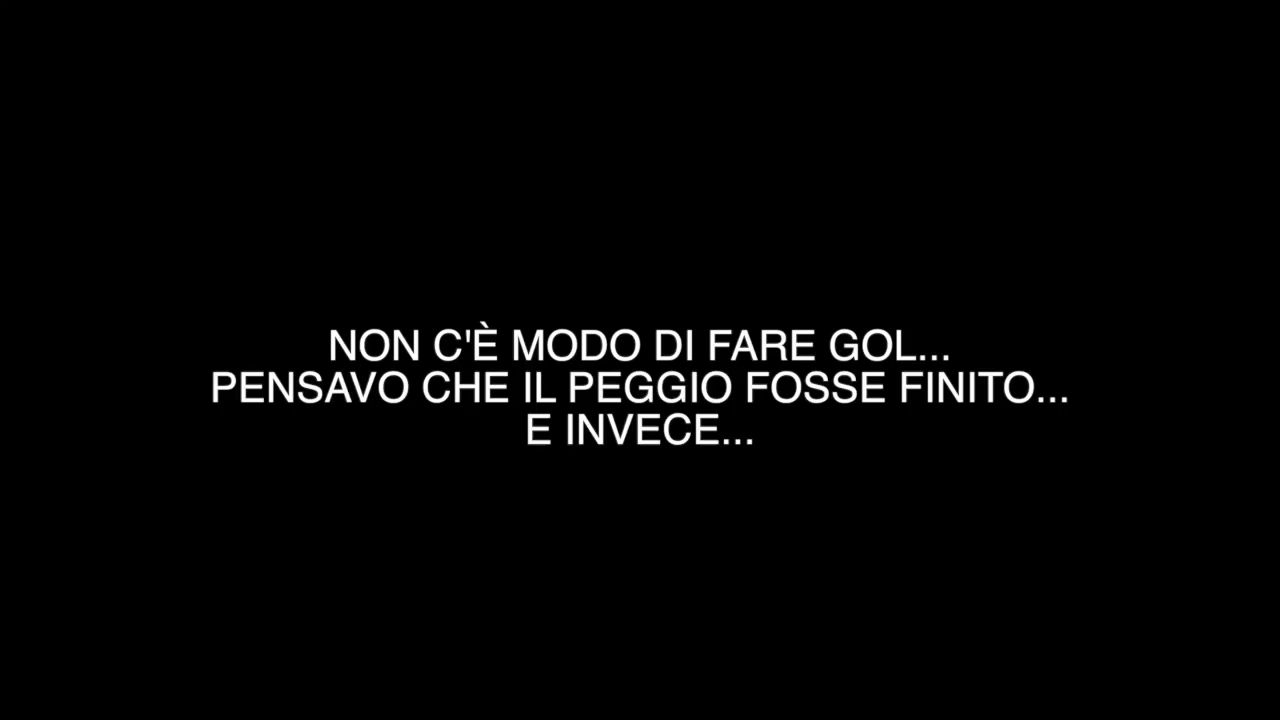 NON C'È MODO DI FARE GOL...
PENSAVO CHE IL PEGGIO FOSSE FINITO...
E INVECE...